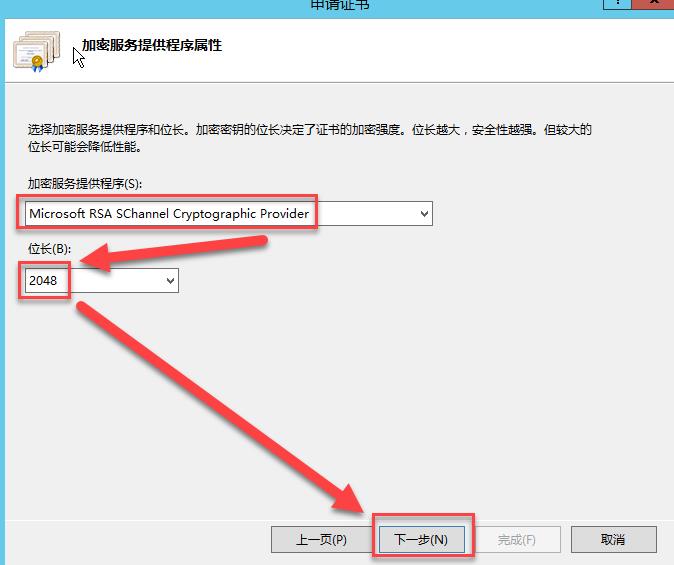 申请证书
?
x
加密服务提供程序属性
选择加密服务提供程序和位长。加密密钥的位长决定了证书的加密强度。位长越大，安全性越强。但较大的
位长可能会降低性能。
加密服务提供程序(S):
Microsoft RSA SChannel Cryptographic Provider
位长(B):
2048
上一页(P)
下一步(N)
完成(F)
取消